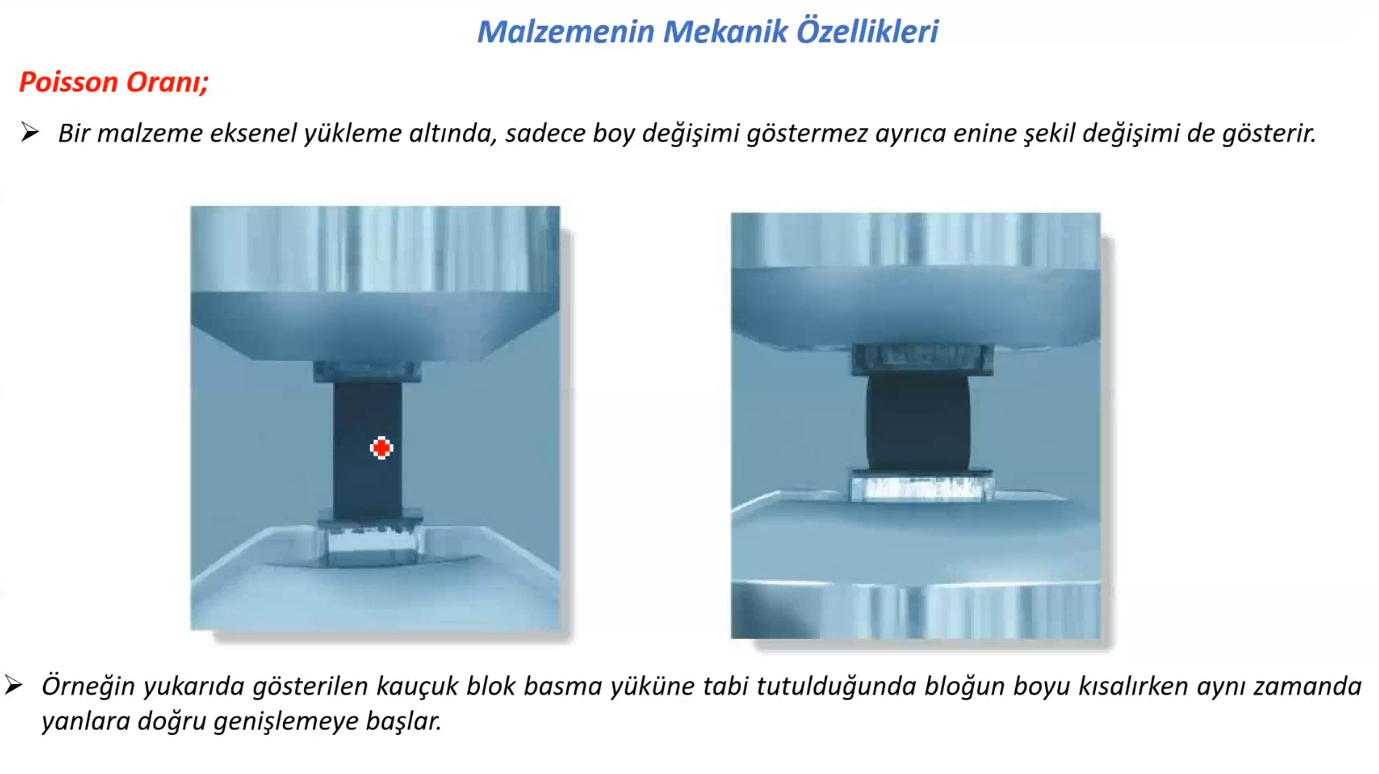 Malzemenin Mekanik Özellikleri
Poisson Oranı;
➢ Bir malzeme eksenel yükleme altında, sadece boy değişimi göstermez ayrıca enine şekil değişimi de gösterir.
➢ Örneğin yukarıda gösterilen kauçuk blok basma yüküne tabi tutulduğunda bloğun boyu kısalırken aynı zamanda
yanlara doğru genişlemeye başlar.